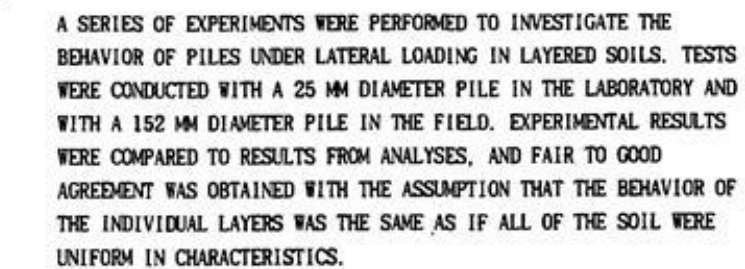 A SERIES OF EXPERIMENTS WERE PERFORMED TO INVESTIGATE THE
BEHAVIOR OF PILES UNDER LATERAL LOADING IN LAYERED SOILS. TESTS
WERE CONDUCTED WITH A 25 MM DIAMETER PILE IN THE LABORATORY AND
WITH A 152 MM DIAMETER PILE IN THE FIELD. EXPERIMENTAL RESULTS
WERE COMPARED TO RESULTS FROM ANALYSES, AND FAIR TO GOOD
AGREEMENT WAS OBTAINED WITH THE ASSUMPTION THAT THE BEHAVIOR OF
THE INDIVIDUAL LAYERS WAS THE SAME AS IF ALL OF THE SOIL WERE
UNIFORM IN CHARACTERISTICS.